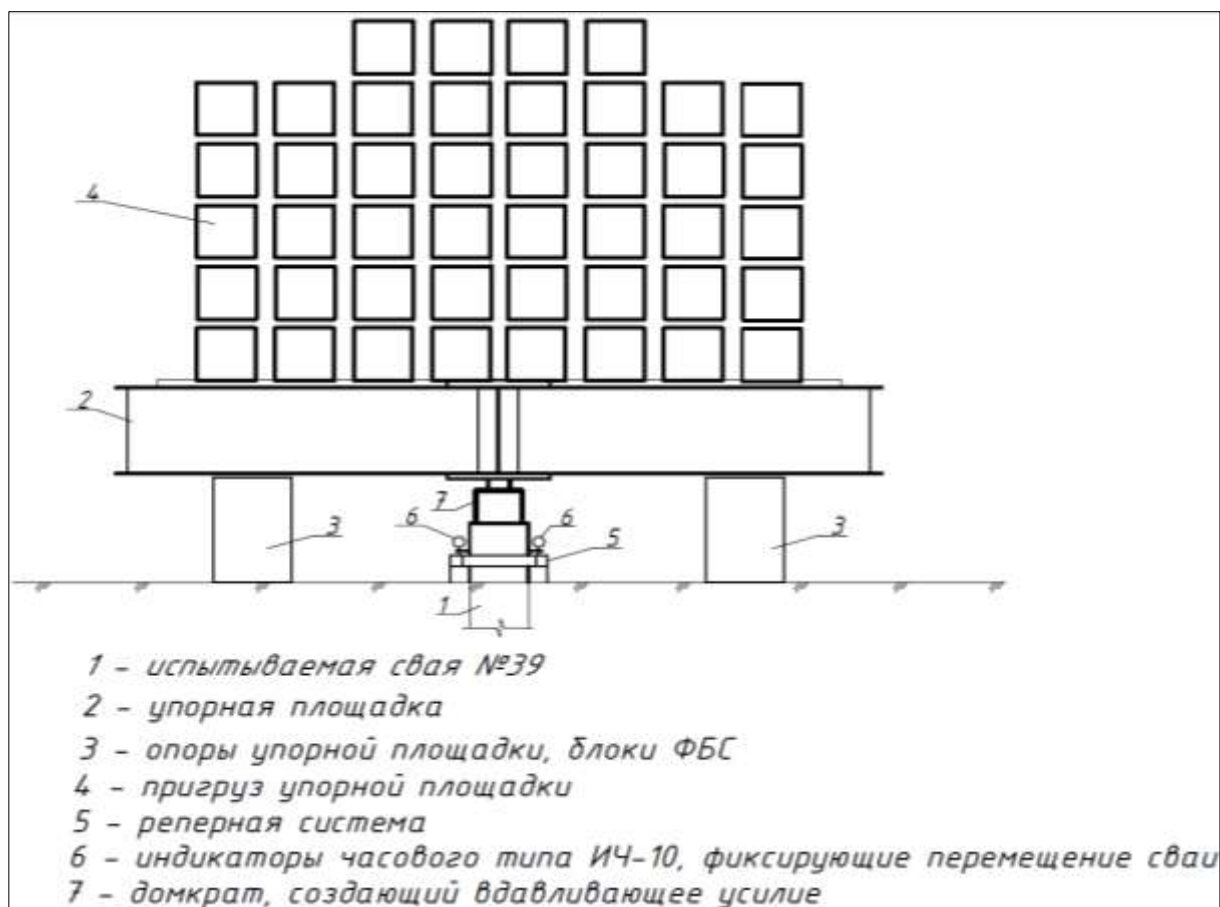 4
2
7
6
6
5
3
3
1
1 - испытываемая свая №39
2 - упорная площадка
3 - опоры упорной площадки, блоки ФБС
4 - пригруз упорной площадки
5 - реперная система
6 - индикаторы часового типа ИЧ-10, фиксирующие перемещение сваи
7 - домкрат, создающий вдавливающее усилие